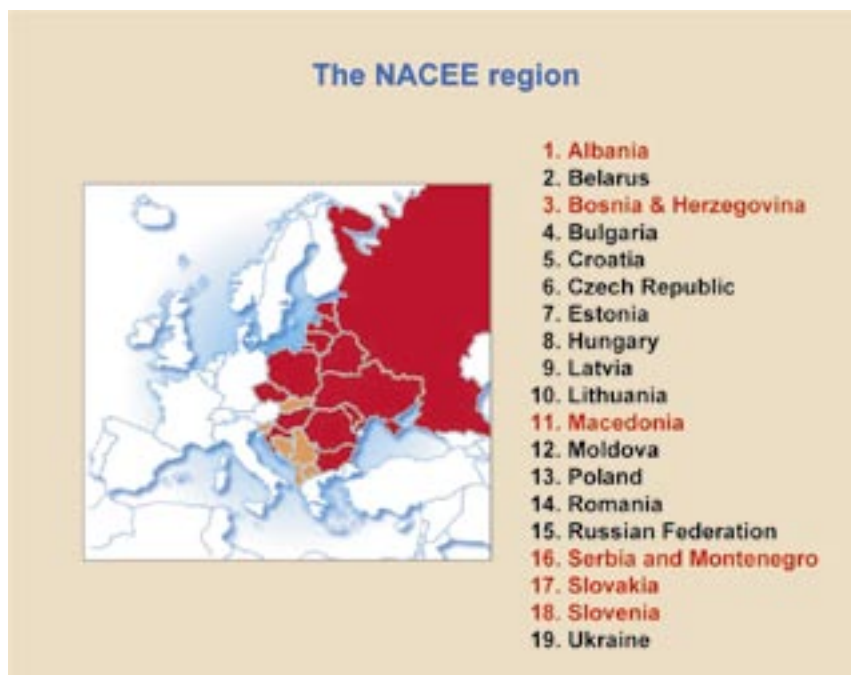 The NACEE region
1. Albania
2. Belarus
3. Bosnia & Herzegovina
4. Bulgaria
5. Croatia
6. Czech Republic
7. Estonia
8. Hungary
9. Latvia
10. Lithuania
11. Macedonia
12. Moldova
13. Poland
14. Romania
15. Russian Federation
16. Serbia and Montenegro
17. Slovakia
18. Slovenia
19. Ukraine